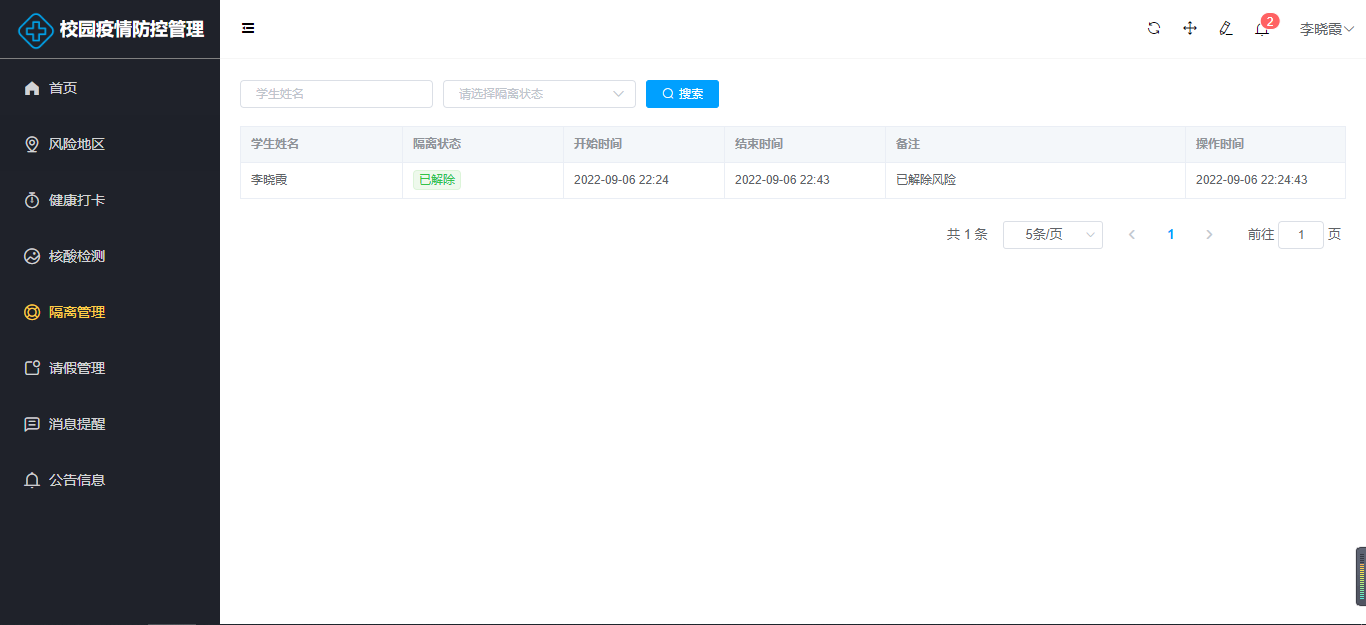 校园疫情防控管理
首页
风险地区
健康打卡
核酸检测
隔离管理
请假管理
消息提醒
公告信息
2
李晓霞
学生姓名
请选择隔离状态
搜索
学生姓名 隔离状态 开始时间 结束时间 备注 操作时间
李晓霞 已解除 2022-09-06 22:24 2022-09-06 22:43 已解除风险 2022-09-06 22:24:43
共 1 条 5条/页 1 前往 1 页